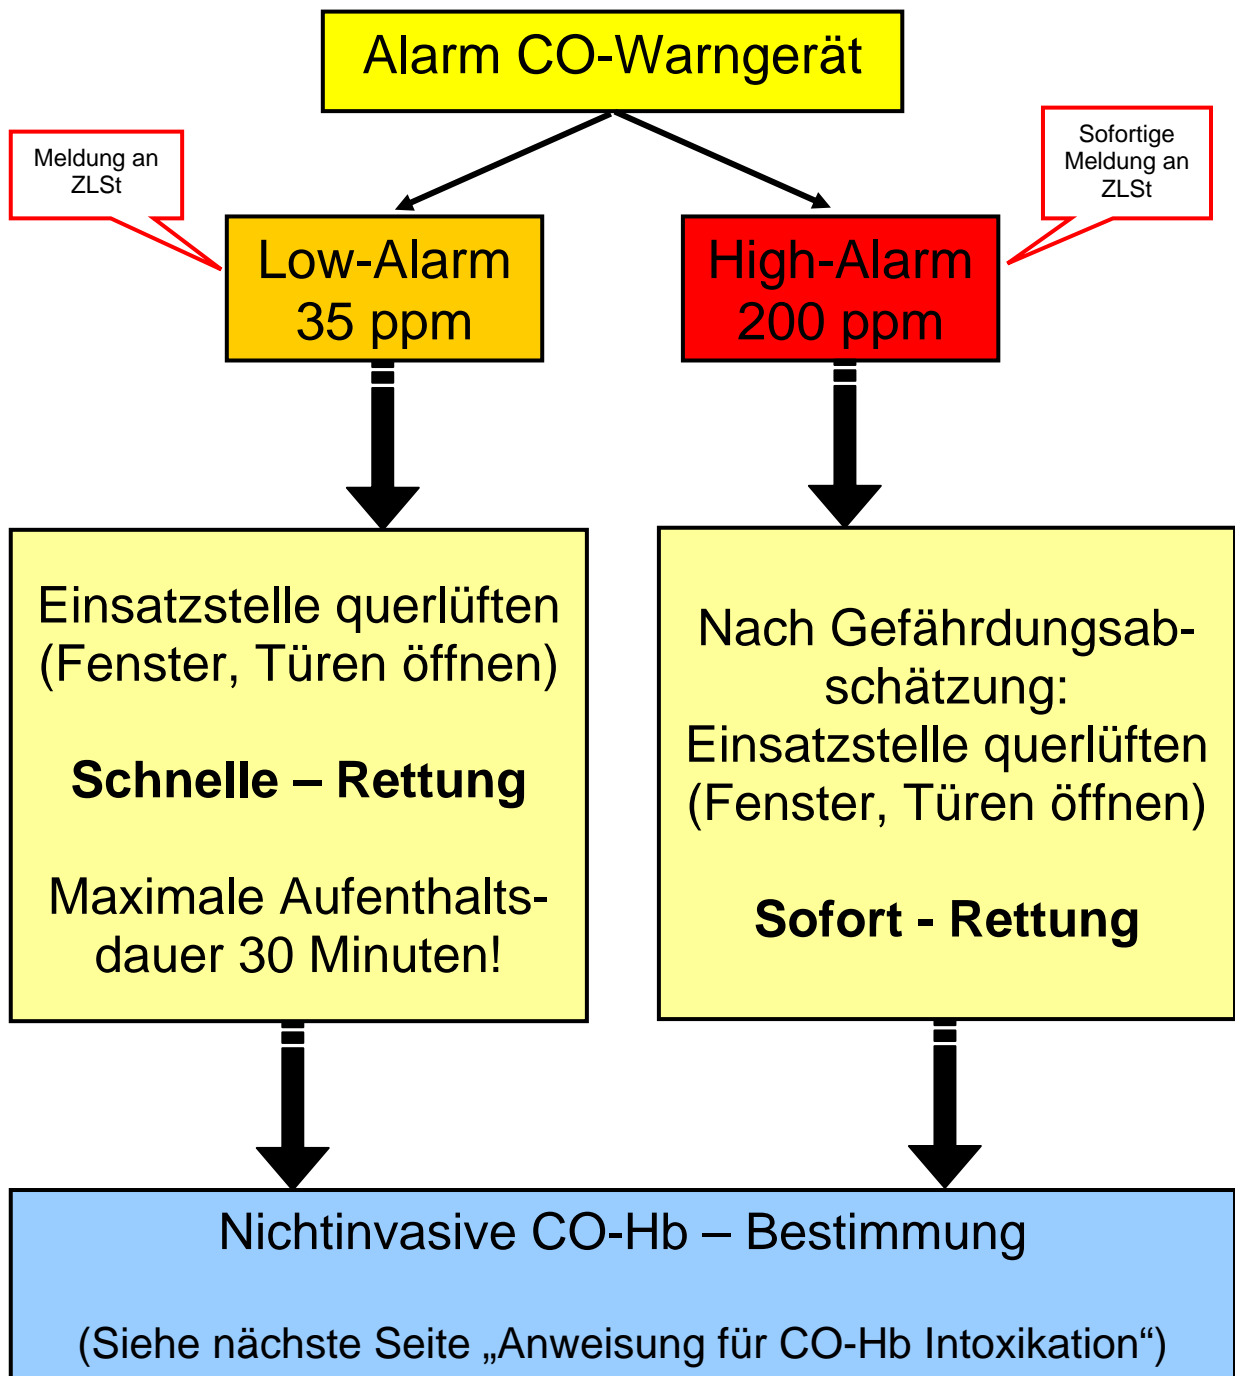 Alarm CO-Warngerät
Meldung an
ZLSt
Sofortige
Meldung an
ZLSt
Low-Alarm
35 ppm
High-Alarm
200 ppm
Einsatzstelle querlüften
(Fenster, Türen öffnen)
Schnelle – Rettung
Maximale Aufenthalts-
dauer 30 Minuten!
Nach Gefährdungsab-
schätzung:
Einsatzstelle querlüften
(Fenster, Türen öffnen)
Sofort - Rettung
Nichtinvasive CO-Hb – Bestimmung
(Siehe nächste Seite „Anweisung für CO-Hb Intoxikation“)